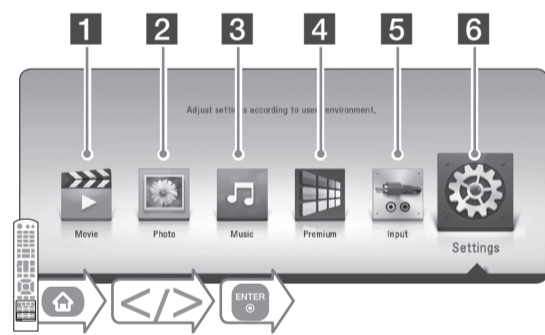 1 2 3 4 5 6
Adjust settings according to user environment.
Movie Photo Music Premium Input Settings
< / > ENTER